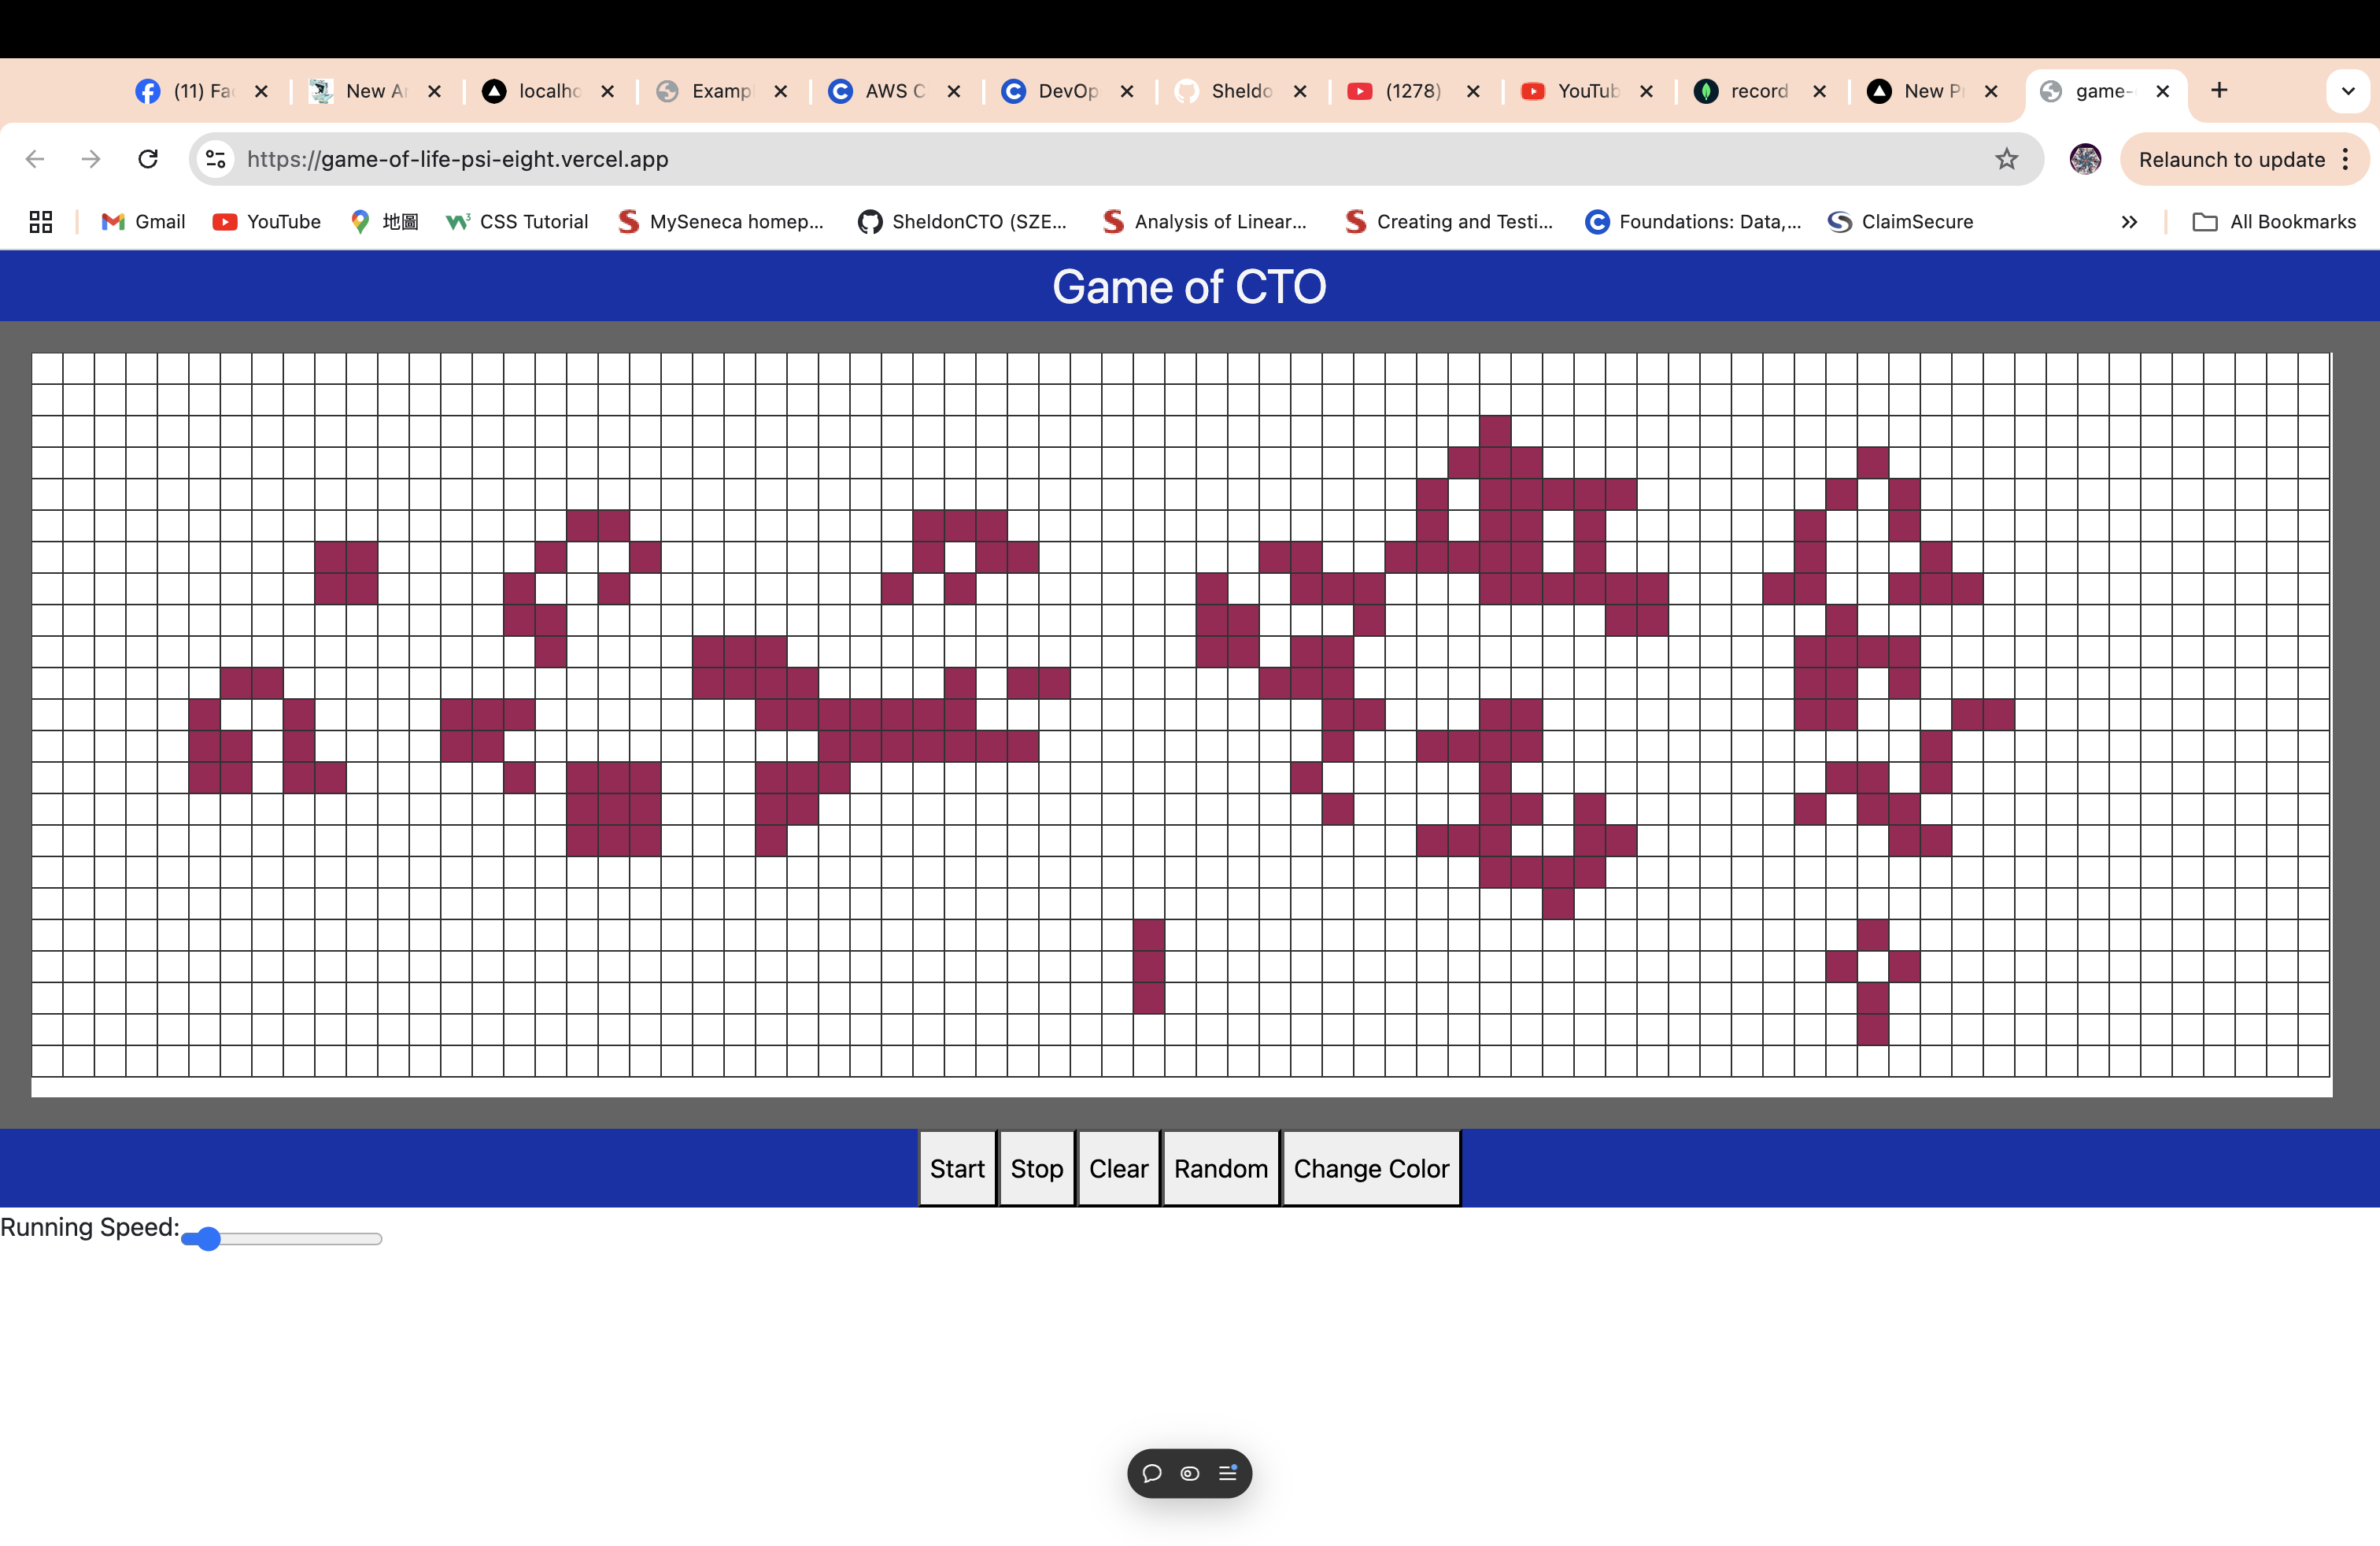 (11) Fa
New A
localho
Examp
AWS C
DevOp
Sheldo
(1278)
YouTub
record
New P
game-
https://game-of-life-psi-eight.vercel.app
Relaunch to update
Gmail
YouTube
地圖
CSS Tutorial
MySeneca homep...
SheldonCTO (SZE...
Analysis of Linear...
Creating and Testi...
Foundations: Data,...
ClaimSecure
All Bookmarks
Game of CTO
Start
Stop
Clear
Random
Change Color
Running Speed: